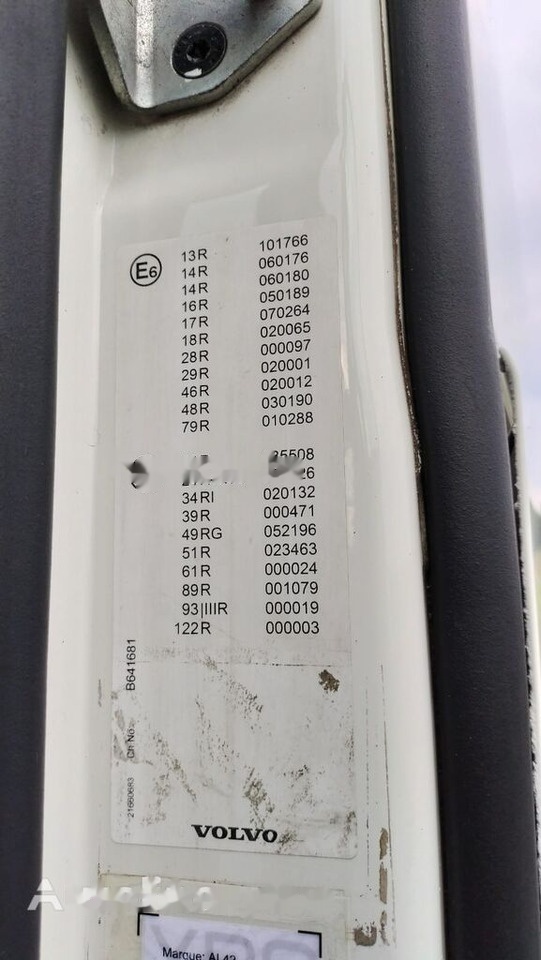 E6
13R 101766
14R 060176
14R 060180
16R 050189
17R 070264
18R 020065
28R 000097
29R 020001
46R 020012
48R 030190
79R 010288
34RI 020132
39R 000471
49RG 052196
51R 023463
61R 000024
89R 001079
93|IIIR 000019
122R 000003
21660683 Ch No: B641681
VOLVO
Marque: